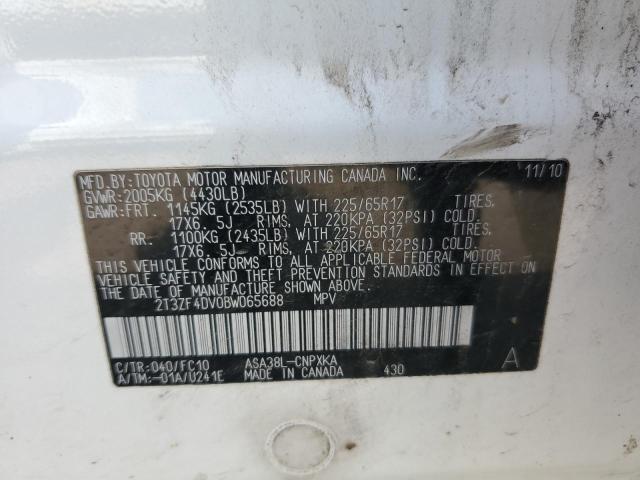 MFD.BY:TOYOTA MOTOR MANUFACTURING CANADA INC. 11/10
GVWR:2005KG (4430LB)
GAWR:FRT. 1145KG (2535LB) WITH 225/65R17 TIRES,
17X6. 5J- RIMS, AT 220KPA (32PSI) COLD.
RR. 1100KG (2435LB) WITH 225/65R17 TIRES,
17X6. 5J- RIMS, AT 220KPA (32PSI) COLD.
THIS VEHICLE CONFORMS TO ALL APPLICABLE FEDERAL MOTOR
VEHICLE SAFETY AND THEFT PREVENTION STANDARDS IN EFFECT ON
THE DATE OF MANUFACTURE SHOWN ABOVE.
2T3ZF4DV0BW065688 MPV
C/TR:040/FC10 ASA38L-CNPXKA A
A/TM:-01A/U241E MADE IN CANADA 430